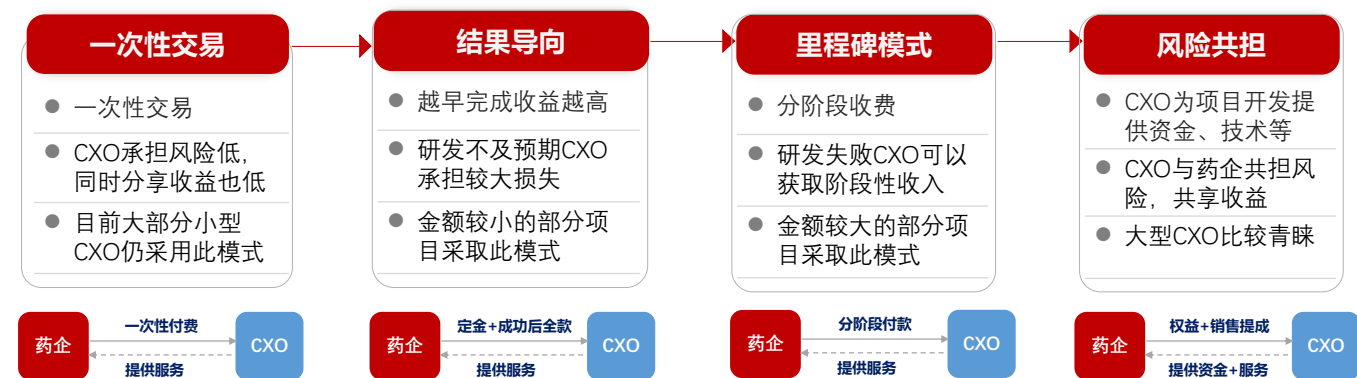 一次性交易
一次性交易
CXO承担风险低,
同时分享收益也低
目前大部分小型
CXO仍采用此模式
药企
一次性付费
提供服务
CXO
结果导向
越早完成收益越高
研发不及预期CXO
承担较大损失
金额较小的部分项
目采取此模式
药企
定金+成功后全款
提供服务
CXO
里程碑模式
分阶段收费
研发失败CXO可以
获取阶段性收入
金额较大的部分项
目采取此模式
药企
分阶段付款
提供服务
CXO
风险共担
CXO为项目开发提
供资金、技术等
CXO与药企共担风
险，共享收益
大型CXO比较青睐
药企
权益+销售提成
提供资金+服务
CXO